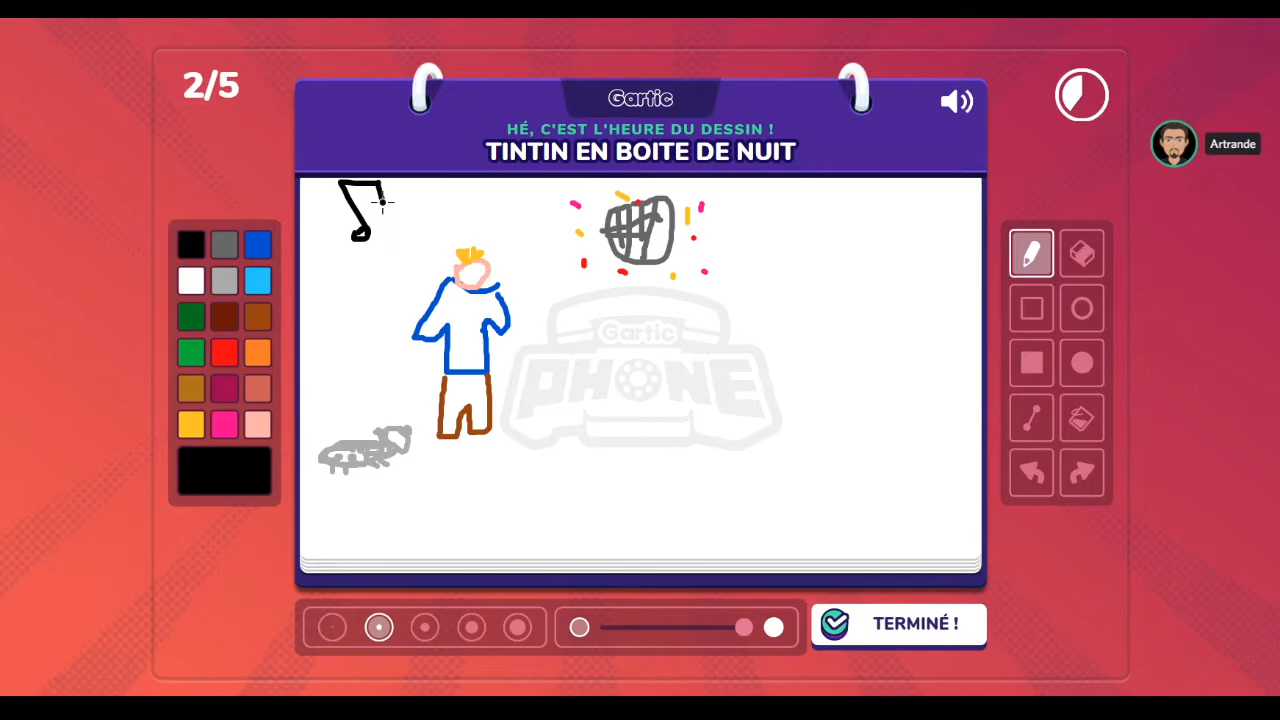 2/5
Gartic
HÉ, C'EST L'HEURE DU DESSIN !
TINTIN EN BOITE DE NUIT
Artrande
Gartic
PHONE
TERMINÉ !